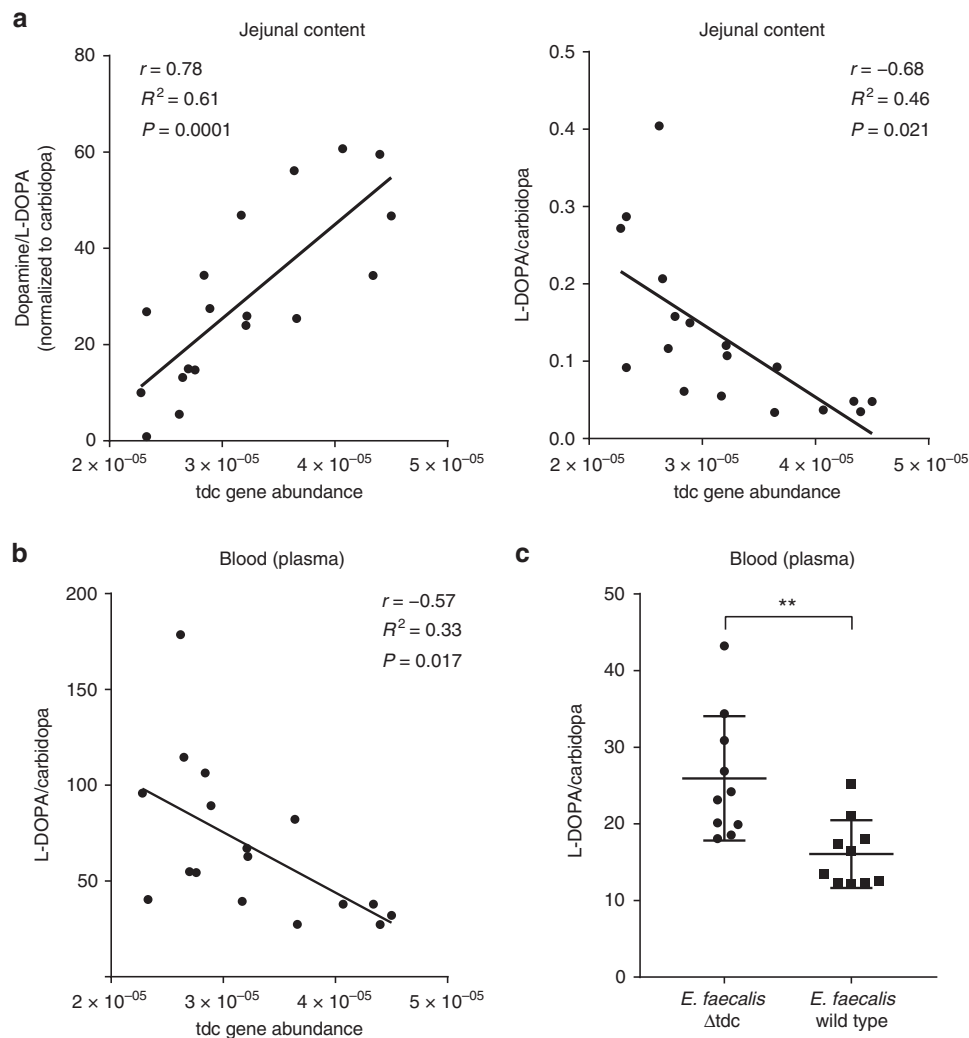 a
Jejunal content
80
60
40
20
0
Dopamine/L-DOPA
(normalized to carbidopa)
r = 0.78
R² = 0.61
P = 0.0001
2 × 10⁻⁰⁵ 3 × 10⁻⁰⁵ 4 × 10⁻⁰⁵ 5 × 10⁻⁰⁵
tdc gene abundance
Jejunal content
0.5
0.4
0.3
0.2
0.1
0.0
L-DOPA/carbidopa
r = −0.68
R² = 0.46
P = 0.021
2 × 10⁻⁰⁵ 3 × 10⁻⁰⁵ 4 × 10⁻⁰⁵ 5 × 10⁻⁰⁵
tdc gene abundance
b
Blood (plasma)
200
150
100
50
L-DOPA/carbidopa
r = −0.57
R² = 0.33
P = 0.017
2 × 10⁻⁰⁵ 3 × 10⁻⁰⁵ 4 × 10⁻⁰⁵ 5 × 10⁻⁰⁵
tdc gene abundance
c
Blood (plasma)
50
40
30
20
10
0
L-DOPA/carbidopa
**
E. faecalis
Δtdc
E. faecalis
wild type